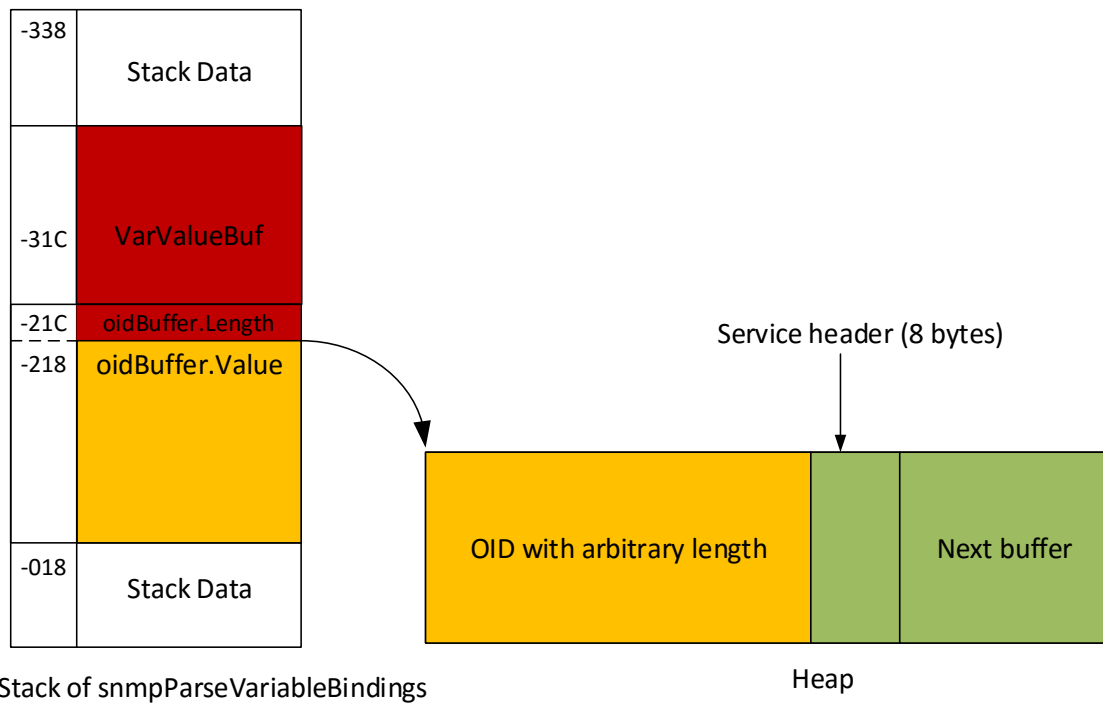 -338
Stack Data
-31C
VarValueBuf
-21C
oidBuffer.Length
-218
oidBuffer.Value
-018
Stack Data
Stack of snmpParseVariableBindings
Service header (8 bytes)
OID with arbitrary length
Next buffer
Heap